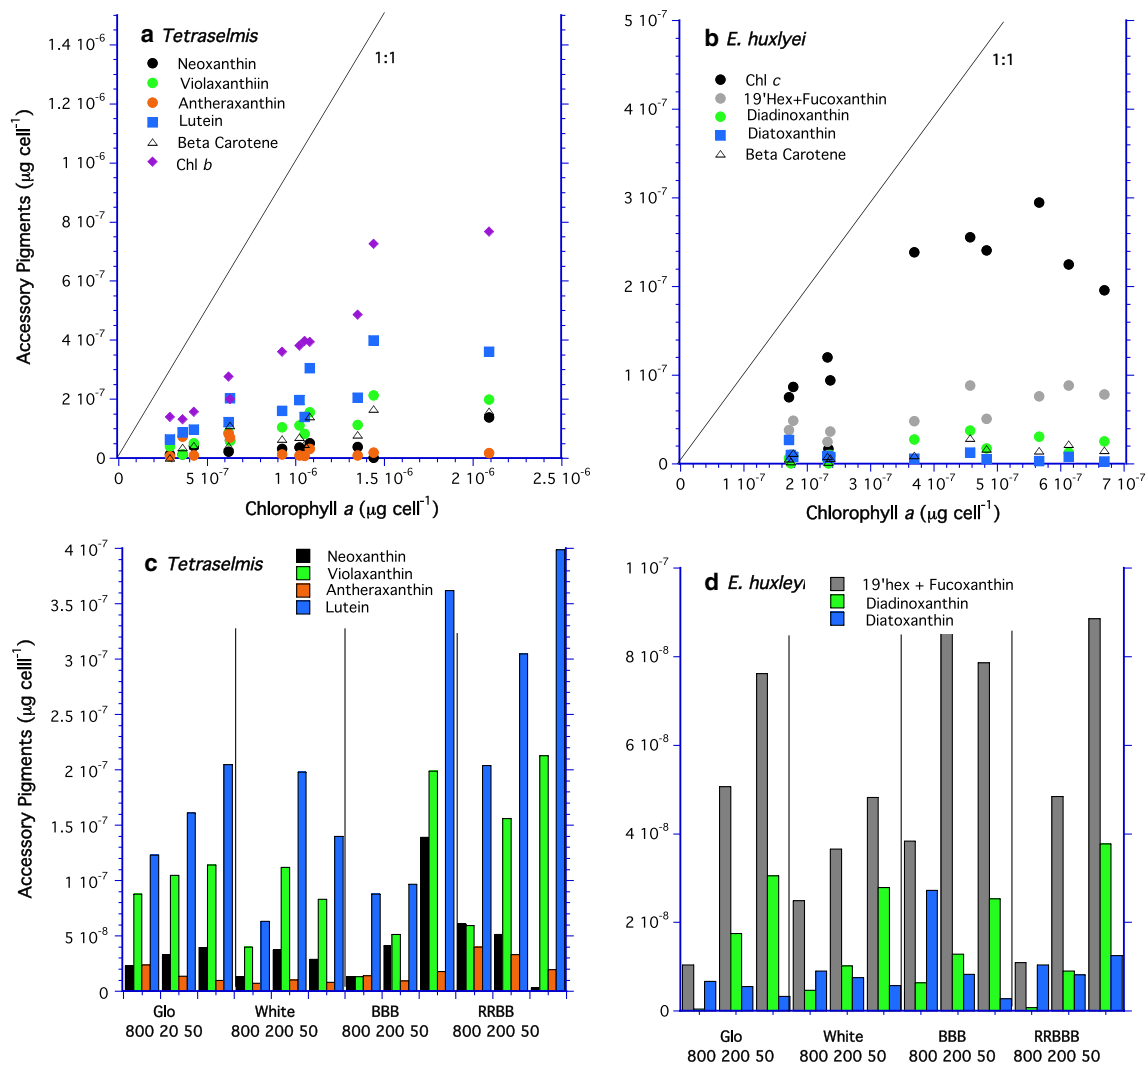 a Tetraselmis
Neoxanthin
Violaxanthiin
Antheraxanthin
Lutein
Beta Carotene
Chl b
1:1
1.4 10-6
1.2 10-6
1 10-6
8 10-7
6 10-7
4 10-7
2 10-7
0
Accessory Pigments (µg cell-1)
0
5 10-7
1 10-6
1.5 10-6
2 10-6
2.5 10-6
Chlorophyll a (µg cell-1)
b E. huxlyei
Chl c
19'Hex+Fucoxanthin
Diadinoxanthin
Diatoxanthin
Beta Carotene
1:1
5 10-7
4 10-7
3 10-7
2 10-7
1 10-7
0
0
1 10-7
2 10-7
3 10-7
4 10-7
5 10-7
6 10-7
7 10-7
Chlorophyll a (µg cell-1)
c Tetraselmis
Neoxanthin
Violaxanthin
Antheraxanthin
Lutein
4 10-7
3.5 10-7
3 10-7
2.5 10-7
2 10-7
1.5 10-7
1 10-7
5 10-8
0
Accessory Pigments (µg cellI-1)
Glo White BBB RRBB
800 20 50 800 200 50 800 200 50 800 200 50
d E. huxleyi
19'hex + Fucoxanthin
Diadinoxanthin
Diatoxanthin
1 10-7
8 10-8
6 10-8
4 10-8
2 10-8
0
Glo White BBB RRBBB
800 200 50 800 200 50 800 200 50 800 200 50